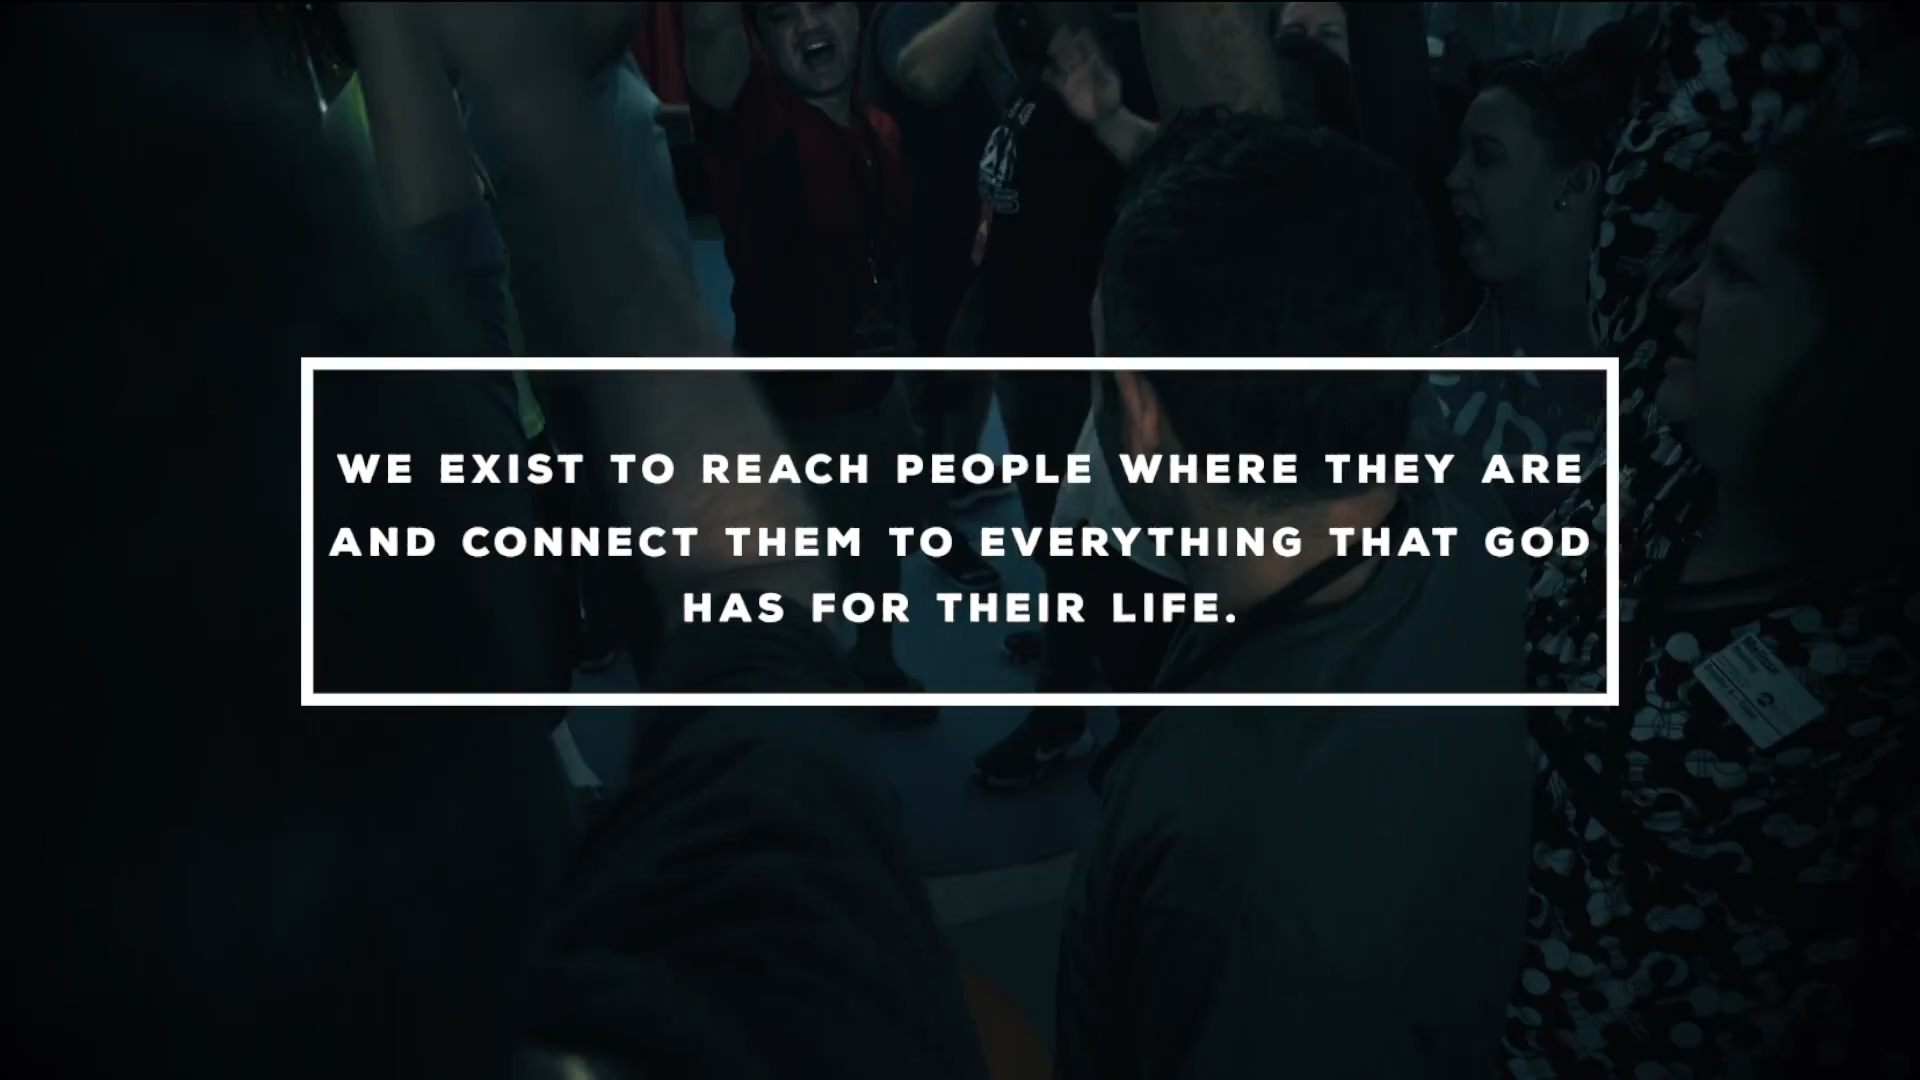 WE EXIST TO REACH PEOPLE WHERE THEY ARE
AND CONNECT THEM TO EVERYTHING THAT GOD
HAS FOR THEIR LIFE.